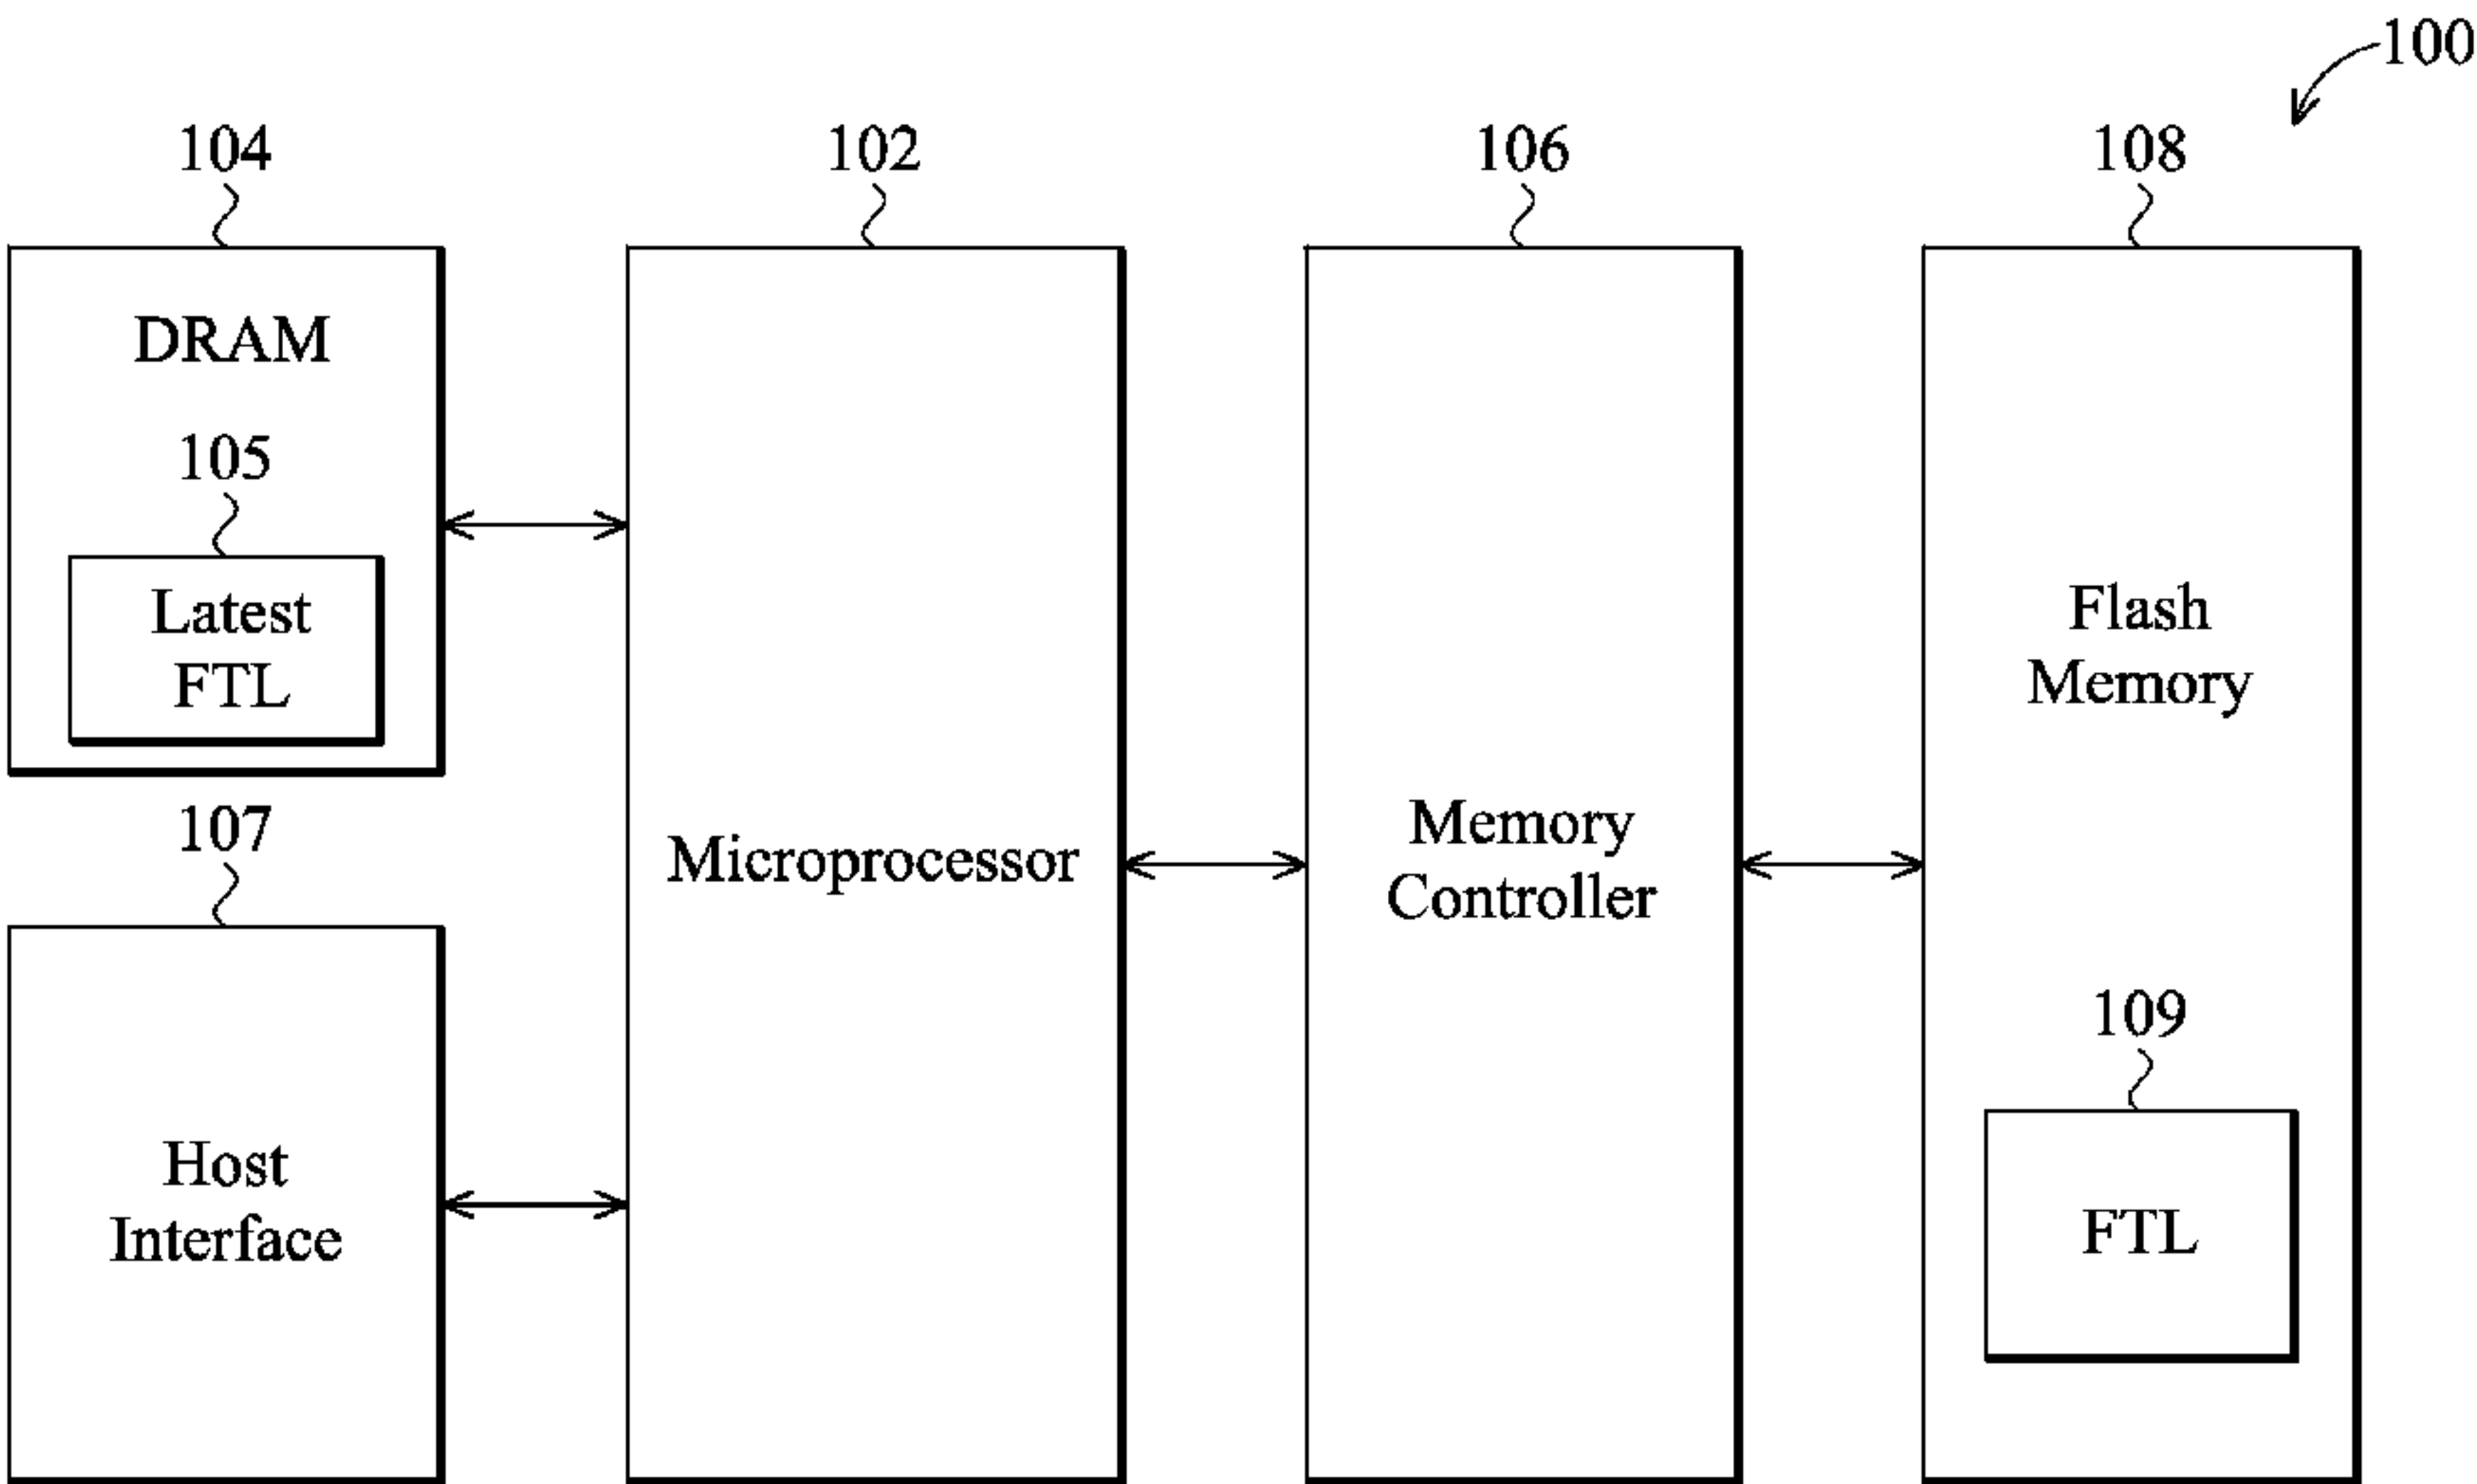 100
104
102
106
108
DRAM
105
Latest
FTL
107
Host
Interface
Microprocessor
Memory
Controller
Flash
Memory
109
FTL